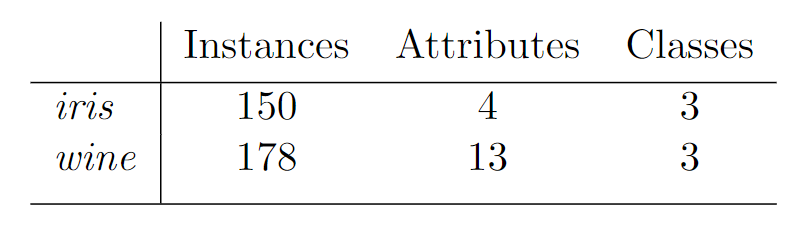 Instances Attributes Classes
iris 150 4 3
wine 178 13 3